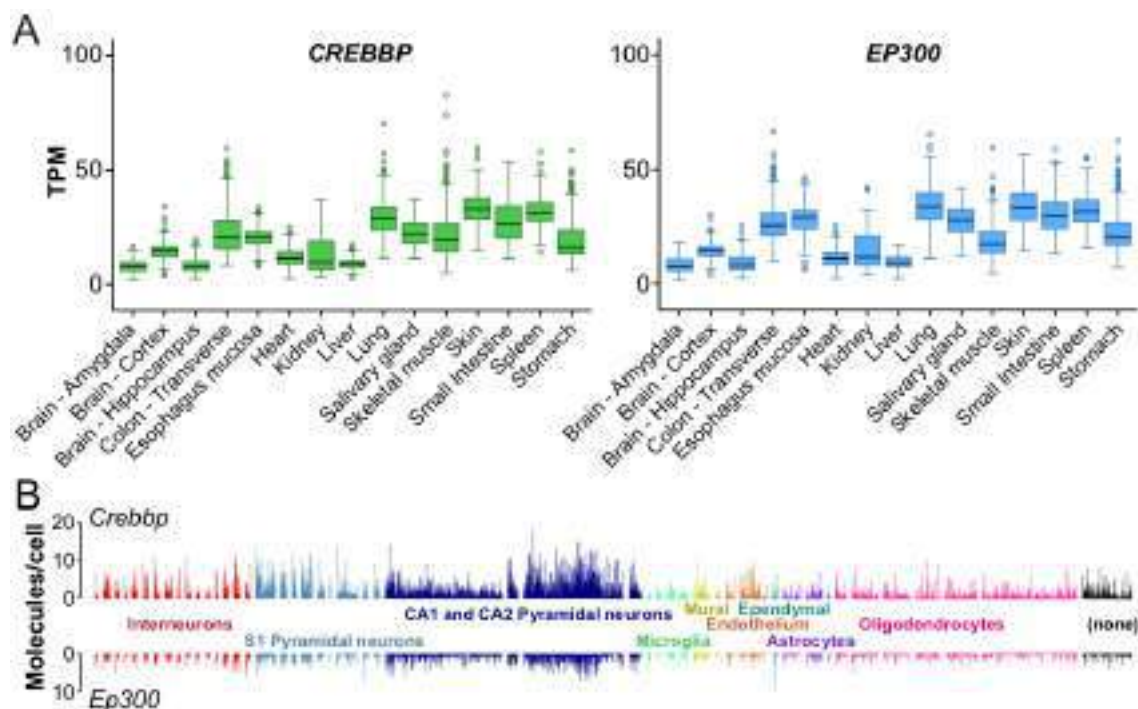 A
CREBBP
EP300
TPM
100
50
0
100
50
0
Brain - Amygdala
Brain - Cortex
Brain - Hippocampus
Colon - Transverse
Esophagus mucosa
Heart
Kidney
Liver
Lung
Salivary gland
Skeletal muscle
Skin
Small Intestine
Spleen
Stomach
Brain - Amygdala
Brain - Cortex
Brain - Hippocampus
Colon - Transverse
Esophagus mucosa
Heart
Kidney
Liver
Lung
Salivary gland
Skeletal muscle
Skin
Small Intestine
Spleen
Stomach
B
Crebbp
Molecules/cell
20
10
0
CA1 and CA2 Pyramidal neurons
Mural
Ependymal
Interneurons
Endothelium
Oligodendrocytes
(none)
S1 Pyramidal neurons
Microglia
Astrocytes
0
10
Ep300